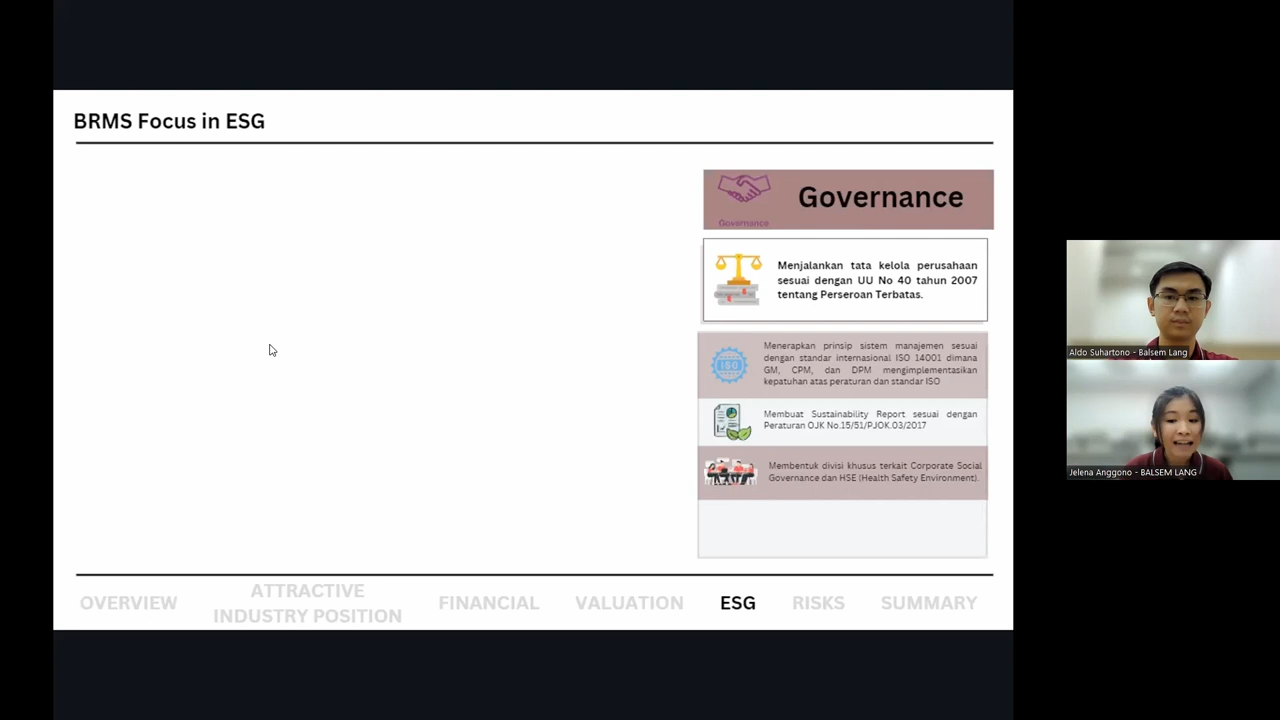 BRMS Focus in ESG
Governance
Governance
Menjalankan tata kelola perusahaan
sesuai dengan UU No 40 tahun 2007
tentang Perseroan Terbatas.
Menerapkan prinsip sistem manajemen sesuai
dengan standar internasional ISO 14001 dimana
GM, CPM, dan DPM mengimplementasikan
kepatuhan atas peraturan dan standar ISO
ISO
Membuat Sustainability Report sesuai dengan
Peraturan OJK No.15/51/PJOK.03/2017
Membentuk divisi khusus terkait Corporate Social
Governance dan HSE (Health Safety Environment).
OVERVIEW
ATTRACTIVE
INDUSTRY POSITION
FINANCIAL
VALUATION
ESG
RISKS
SUMMARY
Aldo Suhartono - Balsem Lang
Jelena Anggono - BALSEM LANG